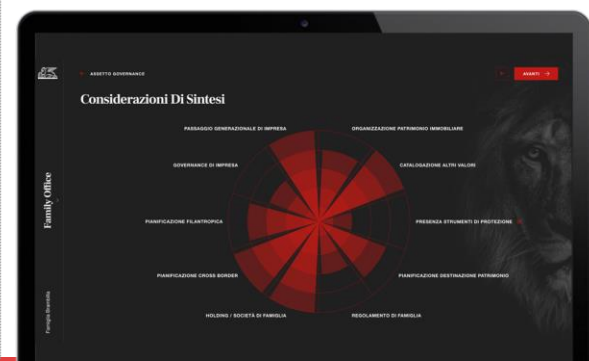 ASSETTO GOVERNANCE
AVANTI →
Considerazioni Di Sintesi
PASSAGGIO GENERAZIONALE DI IMPRESA
ORGANIZZAZIONE PATRIMONIO IMMOBILIARE
GOVERNANCE DI IMPRESA
CATALOGAZIONE ALTRI VALORI
PIANIFICAZIONE FILANTROPICA
PRESENZA STRUMENTI DI PROTEZIONE
PIANIFICAZIONE CROSS BORDER
PIANIFICAZIONE DESTINAZIONE PATRIMONIO
HOLDING / SOCIETÀ DI FAMIGLIA
REGOLAMENTO DI FAMIGLIA
Family Office
Famiglia Brambilla